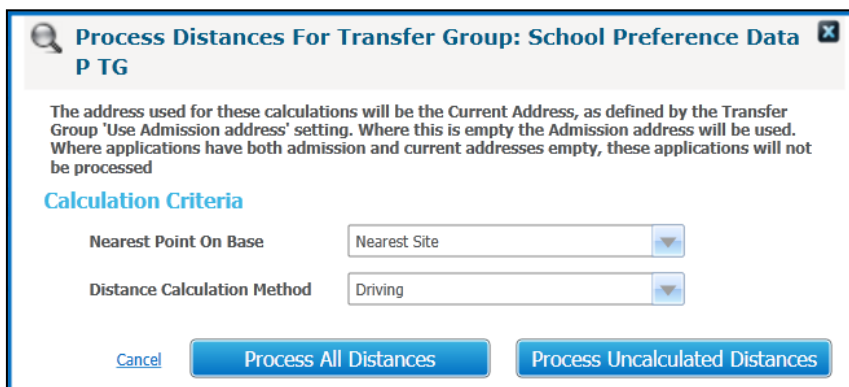 Process Distances For Transfer Group: School Preference Data
P TG
The address used for these calculations will be the Current Address, as defined by the Transfer
Group 'Use Admission address' setting. Where this is empty the Admission address will be used.
Where applications have both admission and current addresses empty, these applications will not
be processed
Calculation Criteria
Nearest Point On Base Nearest Site
Distance Calculation Method Driving
Cancel Process All Distances Process Uncalculated Distances